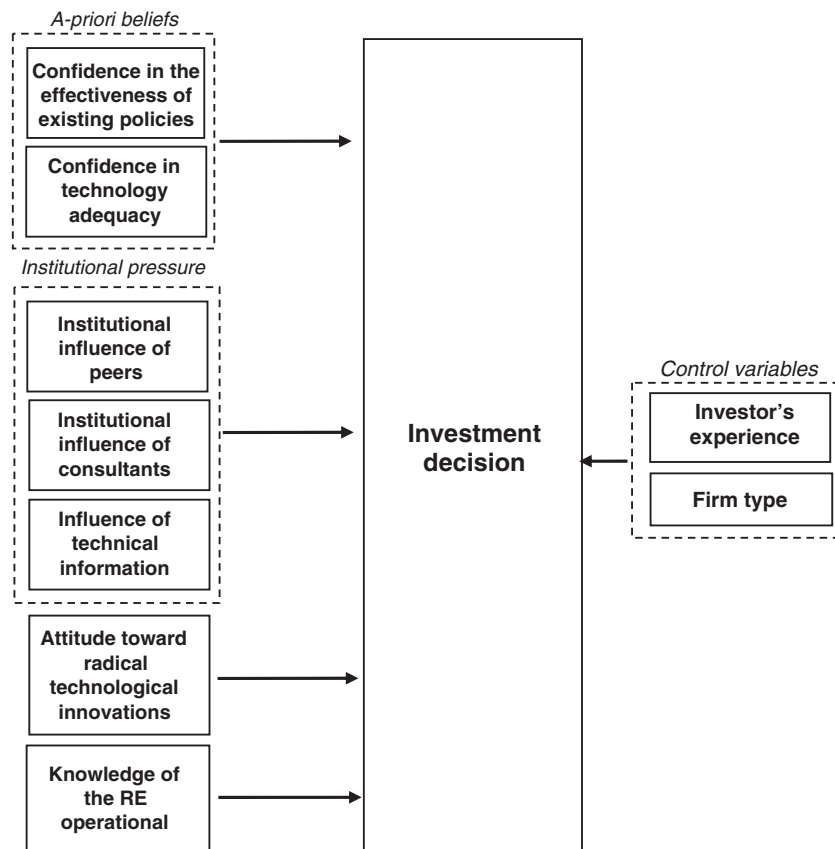 A-priori beliefs
Confidence in the
effectiveness of
existing policies
Confidence in
technology
adequacy
Institutional pressure
Institutional
influence of
peers
Institutional
influence of
consultants
Influence of
technical
information
Attitude toward
radical
technological
innovations
Knowledge of
the RE
operational
Investment
decision
Control variables
Investor's
experience
Firm type